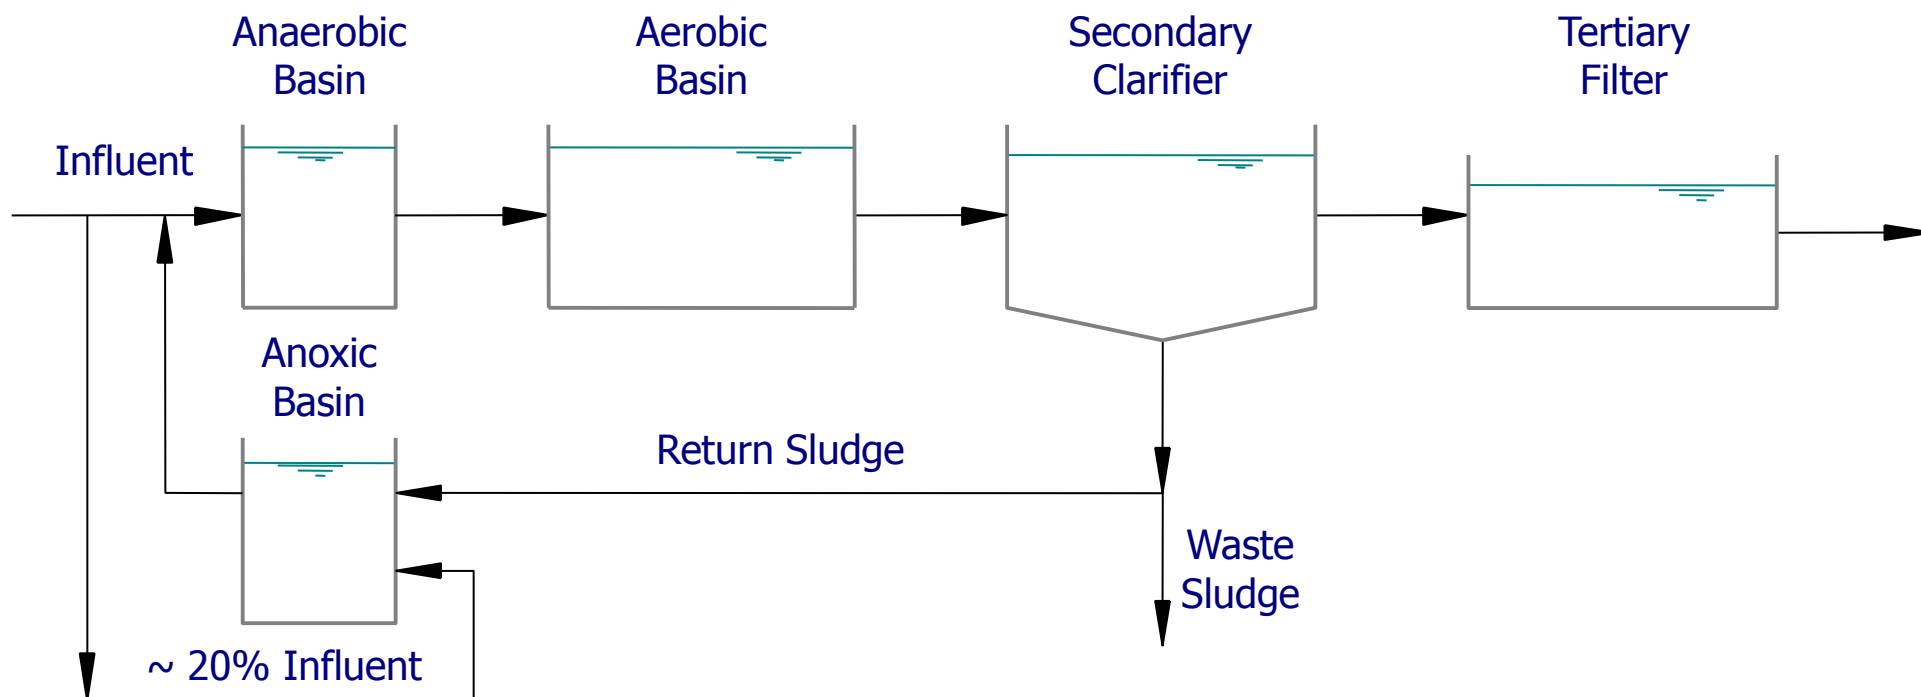 Anaerobic
Basin
Aerobic
Basin
Secondary
Clarifier
Tertiary
Filter
Influent
Anoxic
Basin
Return Sludge
Waste
Sludge
~ 20% Influent